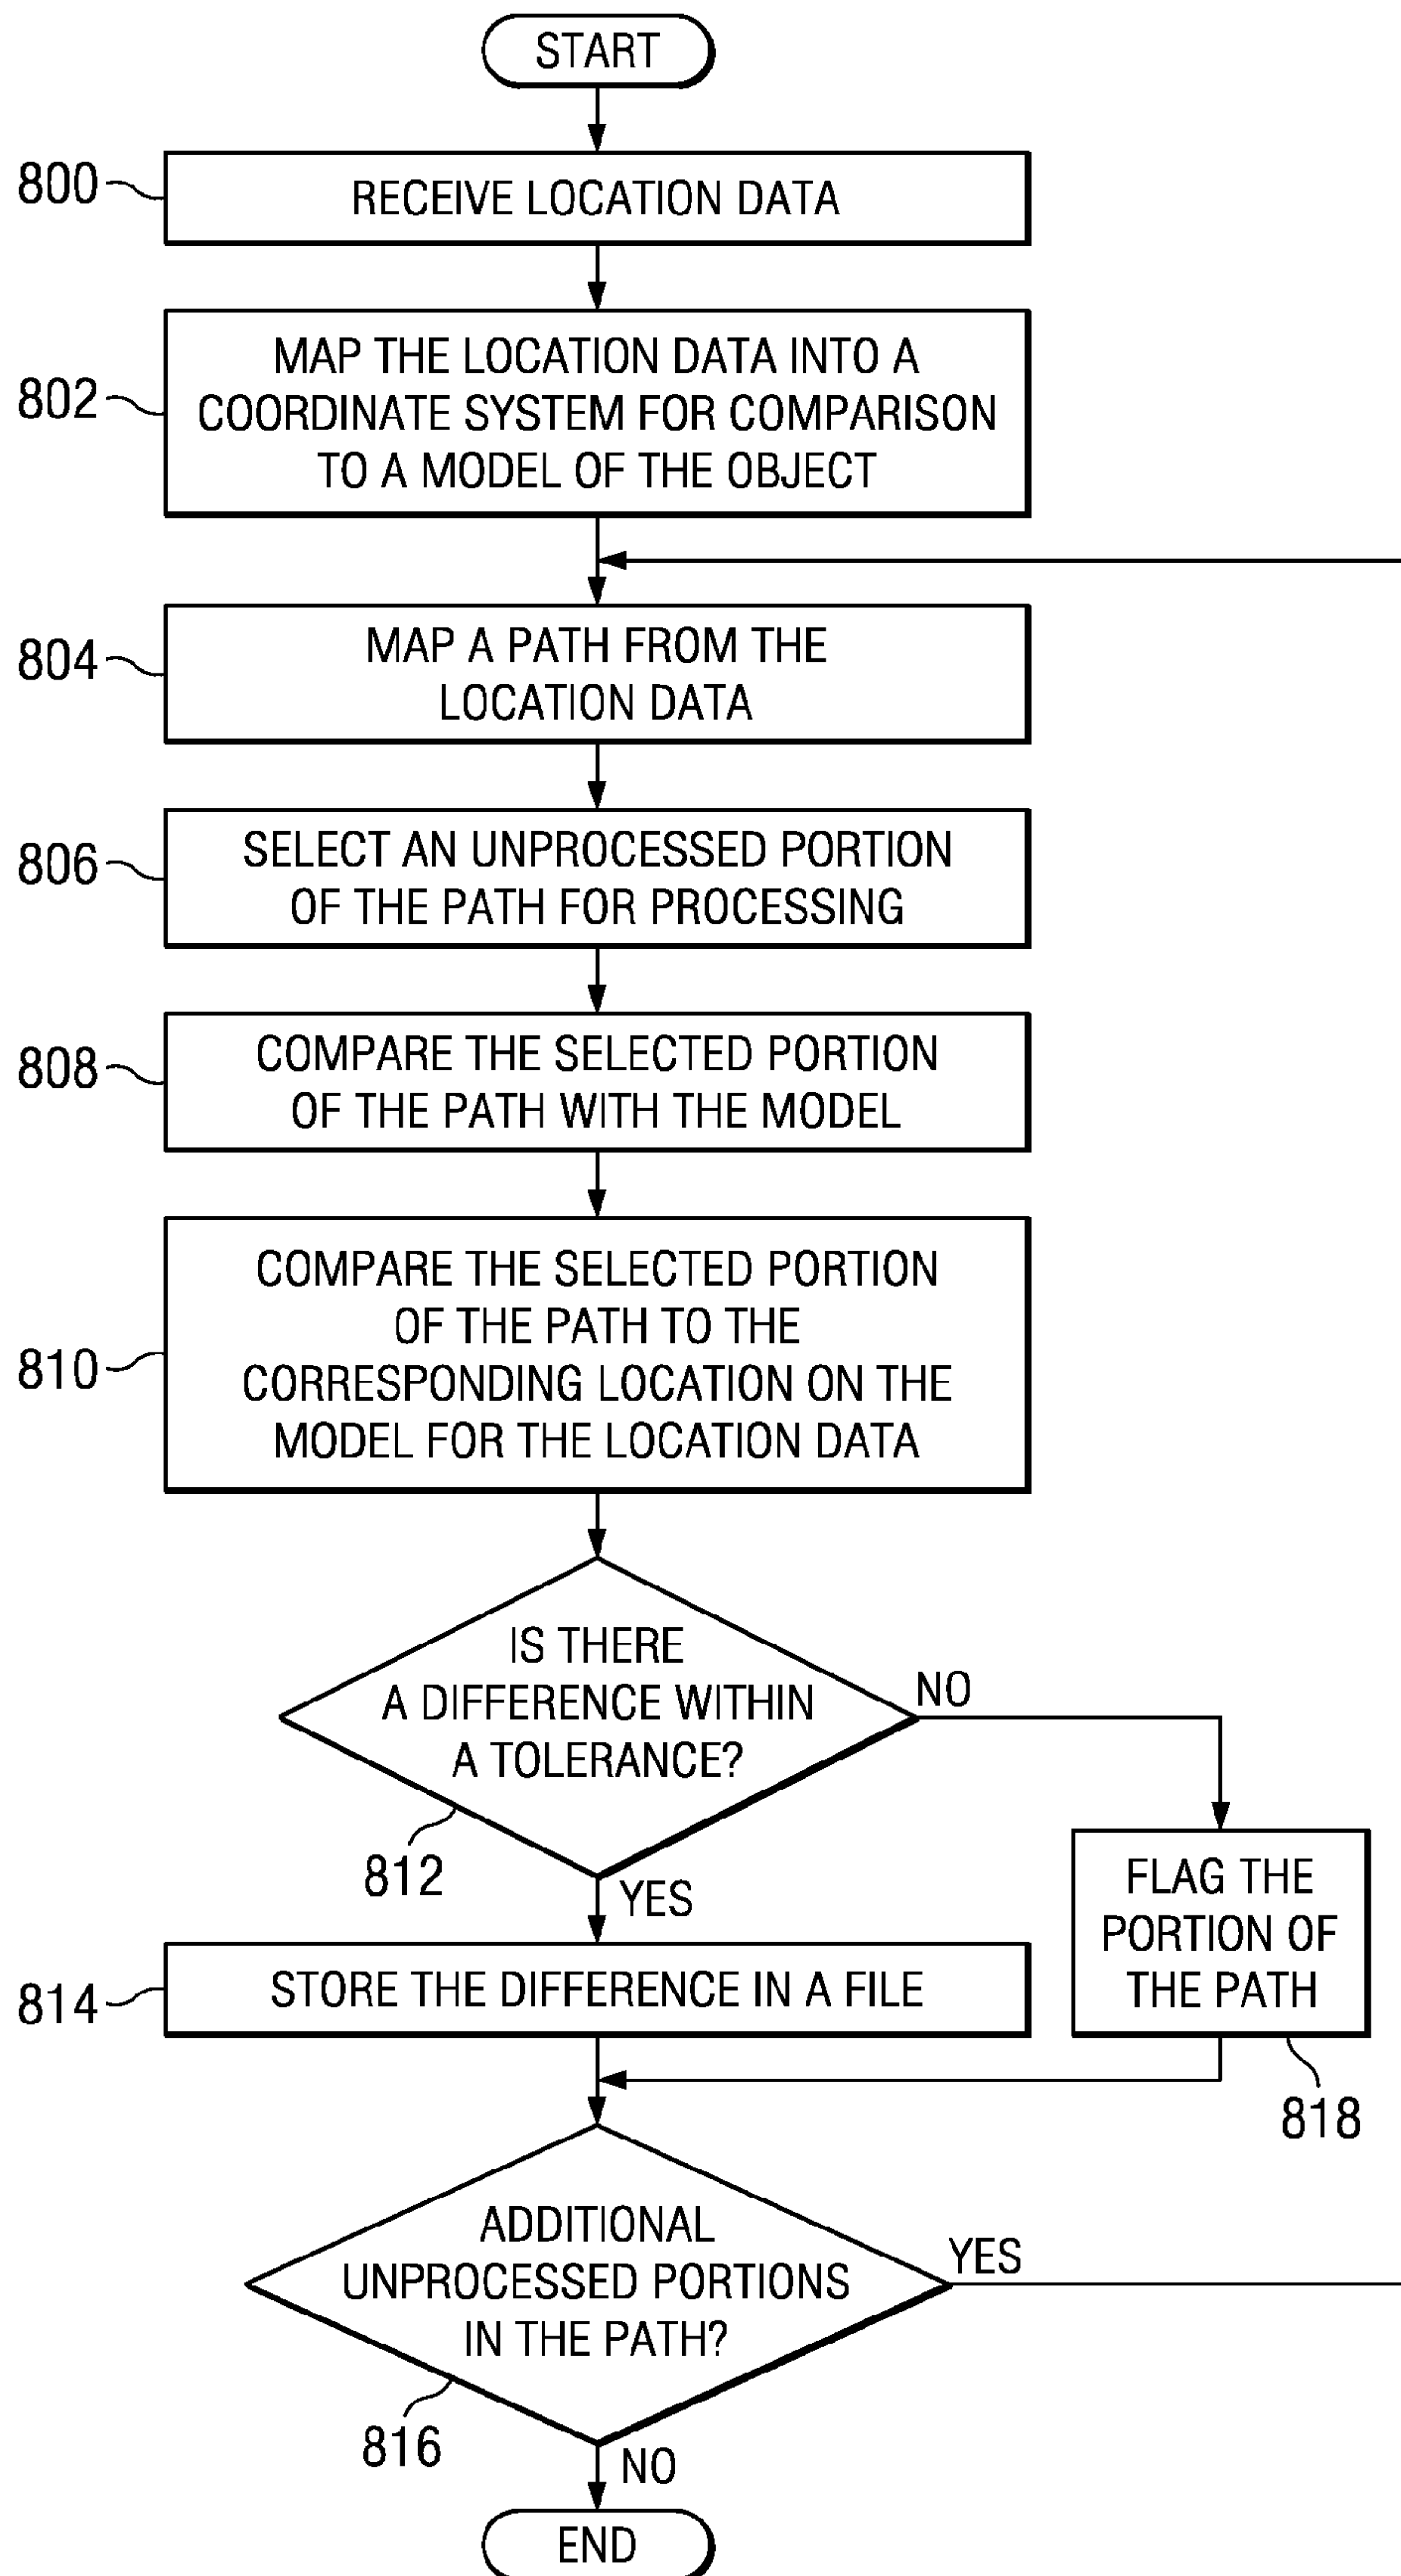 START
800
RECEIVE LOCATION DATA
802
MAP THE LOCATION DATA INTO A
COORDINATE SYSTEM FOR COMPARISON
TO A MODEL OF THE OBJECT
804
MAP A PATH FROM THE
LOCATION DATA
806
SELECT AN UNPROCESSED PORTION
OF THE PATH FOR PROCESSING
808
COMPARE THE SELECTED PORTION
OF THE PATH WITH THE MODEL
810
COMPARE THE SELECTED PORTION
OF THE PATH TO THE
CORRESPONDING LOCATION ON THE
MODEL FOR THE LOCATION DATA
IS THERE
A DIFFERENCE WITHIN
A TOLERANCE?
NO
812
YES
FLAG THE
PORTION OF
THE PATH
818
814
STORE THE DIFFERENCE IN A FILE
ADDITIONAL
UNPROCESSED PORTIONS
IN THE PATH?
YES
816
NO
END